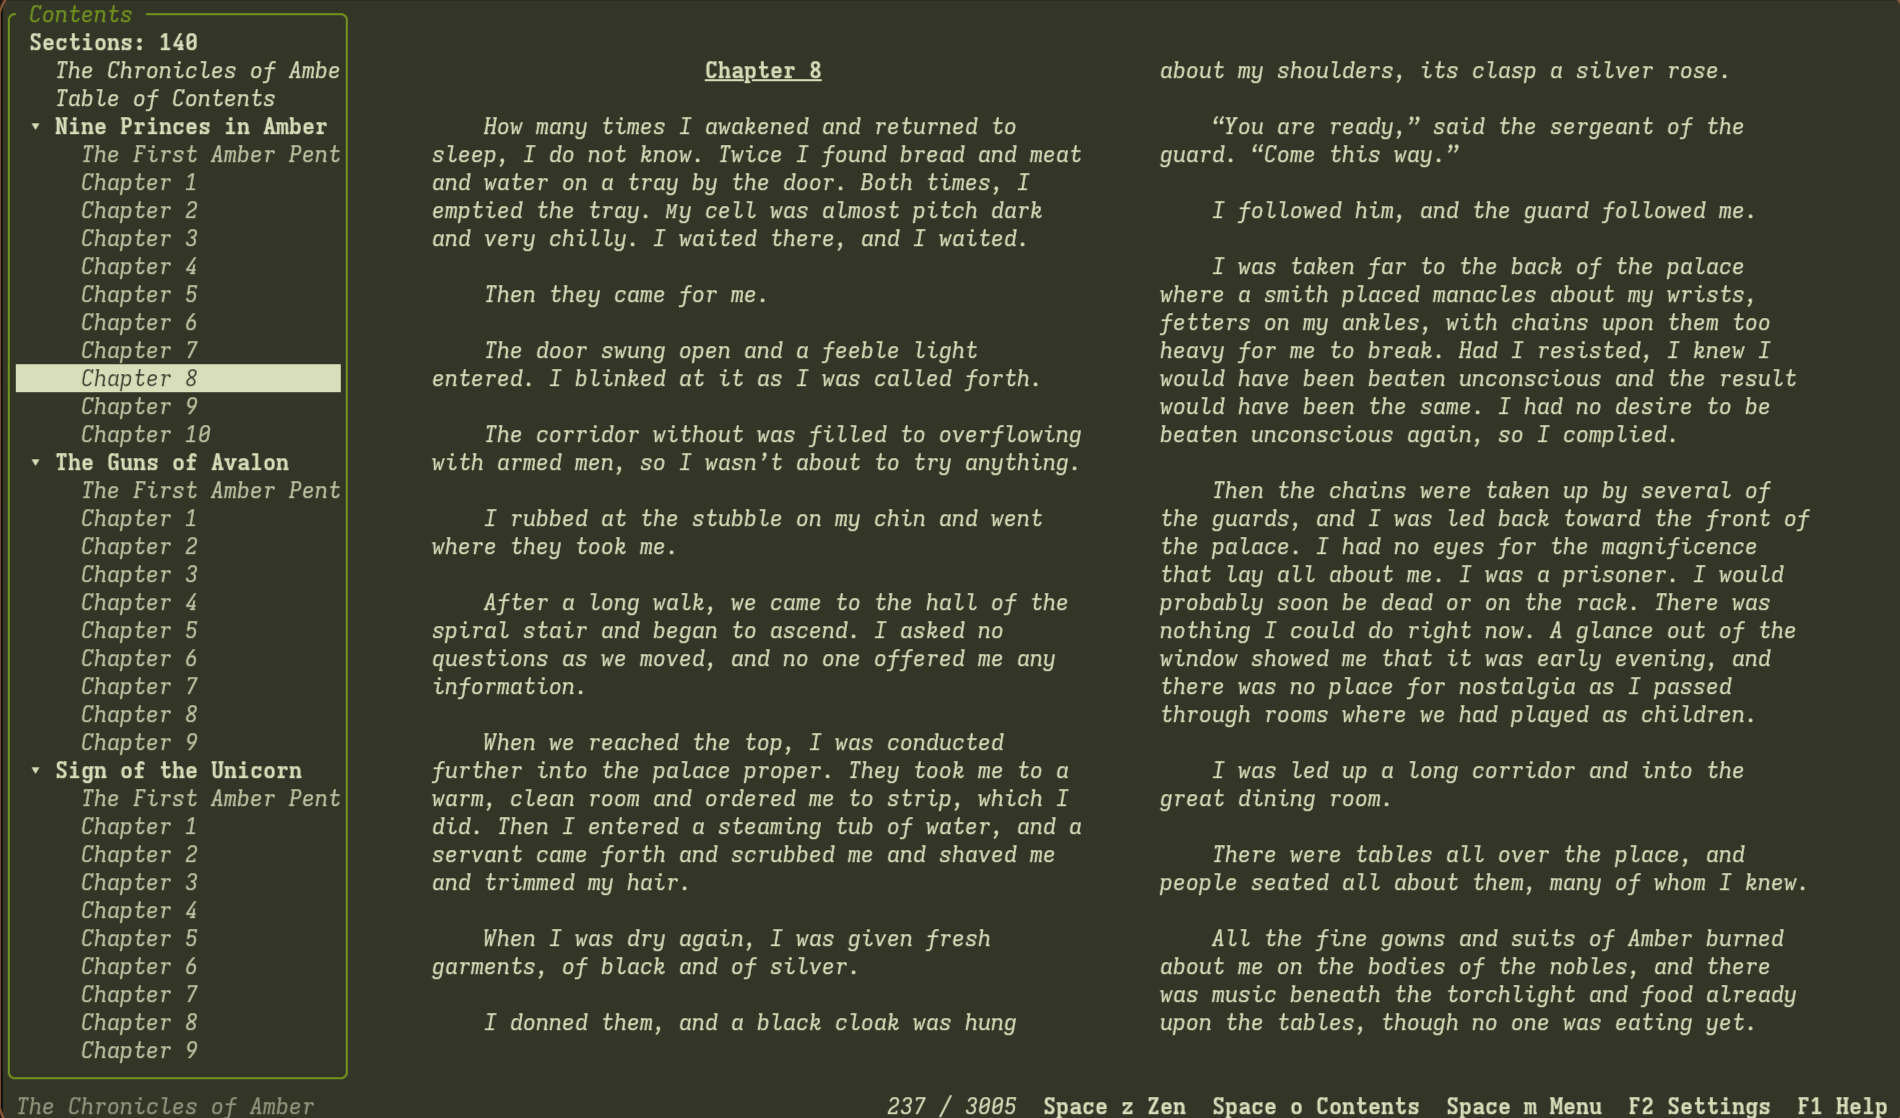 Contents
Sections: 140
The Chronicles of Ambe
Table of Contents
▾ Nine Princes in Amber
The First Amber Pent
Chapter 1
Chapter 2
Chapter 3
Chapter 4
Chapter 5
Chapter 6
Chapter 7
Chapter 8
Chapter 9
Chapter 10
▾ The Guns of Avalon
The First Amber Pent
Chapter 1
Chapter 2
Chapter 3
Chapter 4
Chapter 5
Chapter 6
Chapter 7
Chapter 8
Chapter 9
▾ Sign of the Unicorn
The First Amber Pent
Chapter 1
Chapter 2
Chapter 3
Chapter 4
Chapter 5
Chapter 6
Chapter 7
Chapter 8
Chapter 9
Chapter 8
How many times I awakened and returned to
sleep, I do not know. Twice I found bread and meat
and water on a tray by the door. Both times, I
emptied the tray. My cell was almost pitch dark
and very chilly. I waited there, and I waited.
Then they came for me.
The door swung open and a feeble light
entered. I blinked at it as I was called forth.
The corridor without was filled to overflowing
with armed men, so I wasn’t about to try anything.
I rubbed at the stubble on my chin and went
where they took me.
After a long walk, we came to the hall of the
spiral stair and began to ascend. I asked no
questions as we moved, and no one offered me any
information.
When we reached the top, I was conducted
further into the palace proper. They took me to a
warm, clean room and ordered me to strip, which I
did. Then I entered a steaming tub of water, and a
servant came forth and scrubbed me and shaved me
and trimmed my hair.
When I was dry again, I was given fresh
garments, of black and of silver.
I donned them, and a black cloak was hung
about my shoulders, its clasp a silver rose.
“You are ready,” said the sergeant of the
guard. “Come this way.”
I followed him, and the guard followed me.
I was taken far to the back of the palace
where a smith placed manacles about my wrists,
fetters on my ankles, with chains upon them too
heavy for me to break. Had I resisted, I knew I
would have been beaten unconscious and the result
would have been the same. I had no desire to be
beaten unconscious again, so I complied.
Then the chains were taken up by several of
the guards, and I was led back toward the front of
the palace. I had no eyes for the magnificence
that lay all about me. I was a prisoner. I would
probably soon be dead or on the rack. There was
nothing I could do right now. A glance out of the
window showed me that it was early evening, and
there was no place for nostalgia as I passed
through rooms where we had played as children.
I was led up a long corridor and into the
great dining room.
There were tables all over the place, and
people seated all about them, many of whom I knew.
All the fine gowns and suits of Amber burned
about me on the bodies of the nobles, and there
was music beneath the torchlight and food already
upon the tables, though no one was eating yet.
The Chronicles of Amber
237 / 3005 Space z Zen Space o Contents Space m Menu F2 Settings F1 Help